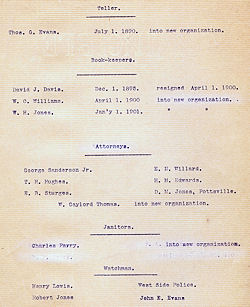 Teller.
Thos. G. Evans. July 1. 1890. into new organization.
Book-keepers.
David J. Davis. Dec. 1. 1895. resigned April 1. 1900.
W. G. Williams. April 1. 1900 into new organization.
W. H. Jones. Jan'y 1. 1901. " "
Attorneys.
George Sanderson Jr. E. N. Willard.
T. H. Hughes. H. M. Edwards.
E. R. Sturges. D. M. Jones, Pottsville.
W. Gaylord Thomas. into new organization.
Janitors.
Charles Parry. into new organization.
Watchman.
Henry Lewis. West Side Police.
Robert Jones John E. Evans